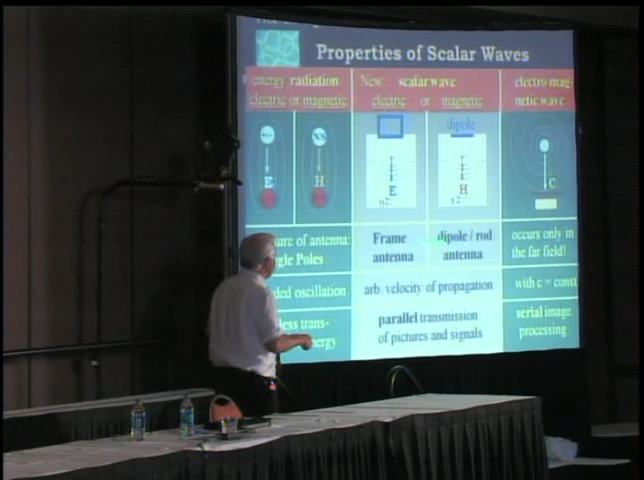 Properties of Scalar Waves
energy radiation
electric or magnetic
New: scalar wave
electric or magnetic
electro mag-
netic wave
E
H
dipole
E
H
C
ure of antenna:
gle Poles
Frame
antenna
dipole / rod
antenna
occurs only in
the far field!
ded oscillation
arb. velocity of propagation
with c = const
less trans-
ergy
parallel transmission
of pictures and signals
serial image
processing